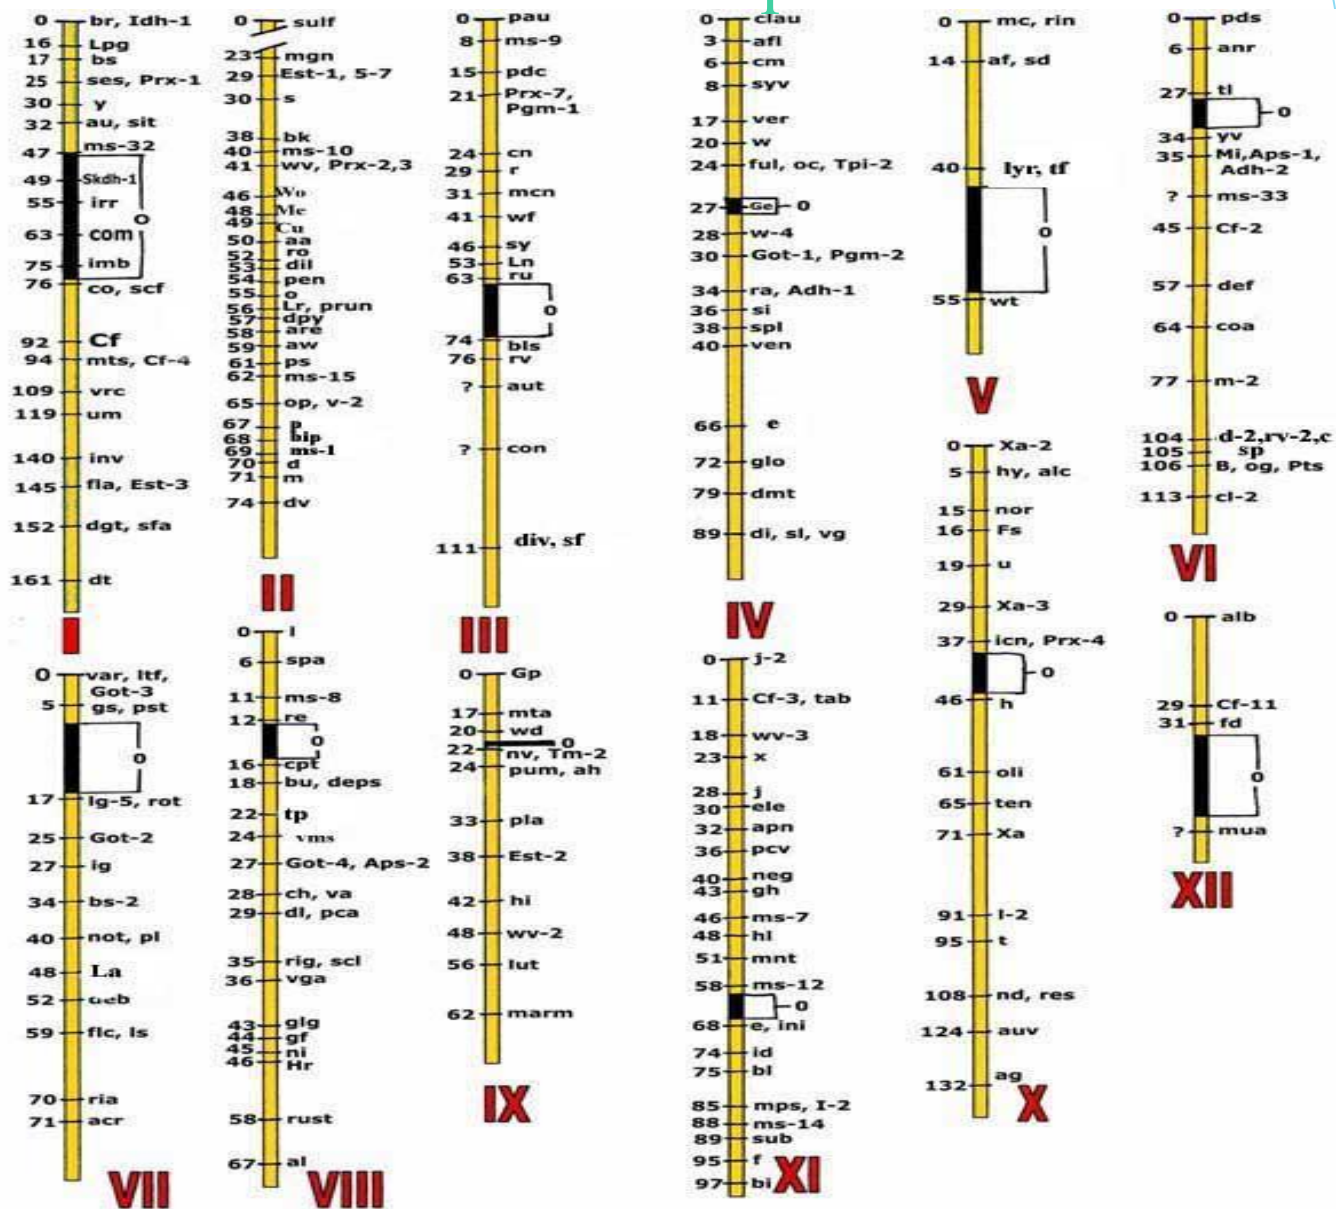 0 br, Idh-1
16 Lpg
17 bs
25 ses, Prx-1
30 y
32 au, sit
47 ms-32
49 Skdh-1
55 irr
0
63 com
75 imb
76 co, scf
92 Cf
94 mts, Cf-4
109 vrc
119 um
140 inv
145 fla, Est-3
152 dgt, sfa
161 dt
I
0 sulf
23 mgn
29 Est-1, 5-7
30 s
38 bk
40 ms-10
41 wv, Prx-2,3
46 Wo
48 Me
49 Cu
50 aa
52 ro
53 dil
54 pen
55 o
56 Lr, prun
57 dpy
58 are
59 aw
61 ps
62 ms-15
65 op, v-2
67 p
68 bip
69 ms-1
70 d
71 m
74 dv
II
0 pau
8 ms-9
15 pdc
21 Prx-7,
Pgm-1
24 cn
29 r
31 mcn
41 wf
46 sy
53 Ln
63 ru
0
74 bls
76 rv
? aut
? con
111 div, sf
III
0 clau
3 afl
6 cm
8 syv
17 ver
20 w
24 ful, oc, Tpi-2
27 Ge 0
28 w-4
30 Got-1, Pgm-2
34 ra, Adh-1
36 si
38 spl
40 ven
66 e
72 glo
79 dmt
89 di, sl, vg
IV
0 mc, rin
14 af, sd
40 lyr, tf
0
55 wt
V
0 pds
6 anr
27 tl
0
34 yv
35 Mi,Aps-1,
Adh-2
? ms-33
45 Cf-2
57 def
64 coa
77 m-2
104 d-2,rv-2,c
105 sp
106 B, og, Pts
113 cl-2
VI
0 var, ltf,
Got-3
5 gs, pst
0
17 lg-5, rot
25 Got-2
27 ig
34 bs-2
40 not, pl
48 La
52 deb
59 flc, ls
70 ria
71 acr
VII
0 l
6 spa
11 ms-8
12 re
0
16 cpt
18 bu, deps
22 tp
24 vms
27 Got-4, Aps-2
28 ch, va
29 dl, pca
35 rig, scl
36 vga
43 glg
44 gf
45 ni
46 Hr
58 rust
67 al
VIII
0 Gp
17 mta
20 wd
0
22 nv, Tm-2
24 pum, ah
33 pla
38 Est-2
42 hi
48 wv-2
56 lut
62 marm
IX
0 Xa-2
5 hy, alc
15 nor
16 Fs
19 u
29 Xa-3
37 icn, Prx-4
0
46 h
61 oli
65 ten
71 Xa
91 l-2
95 t
108 nd, res
124 auv
132 ag
X
0 j-2
11 Cf-3, tab
18 wv-3
23 x
28 j
30 ele
32 apn
36 pcv
40 neg
43 gh
46 ms-7
48 hl
51 mnt
58 ms-12
0
68 e, ini
74 id
75 bl
85 mps, I-2
88 ms-14
89 sub
95 f
97 bi
XI
0 alb
29 Cf-11
31 fd
0
? mua
XII